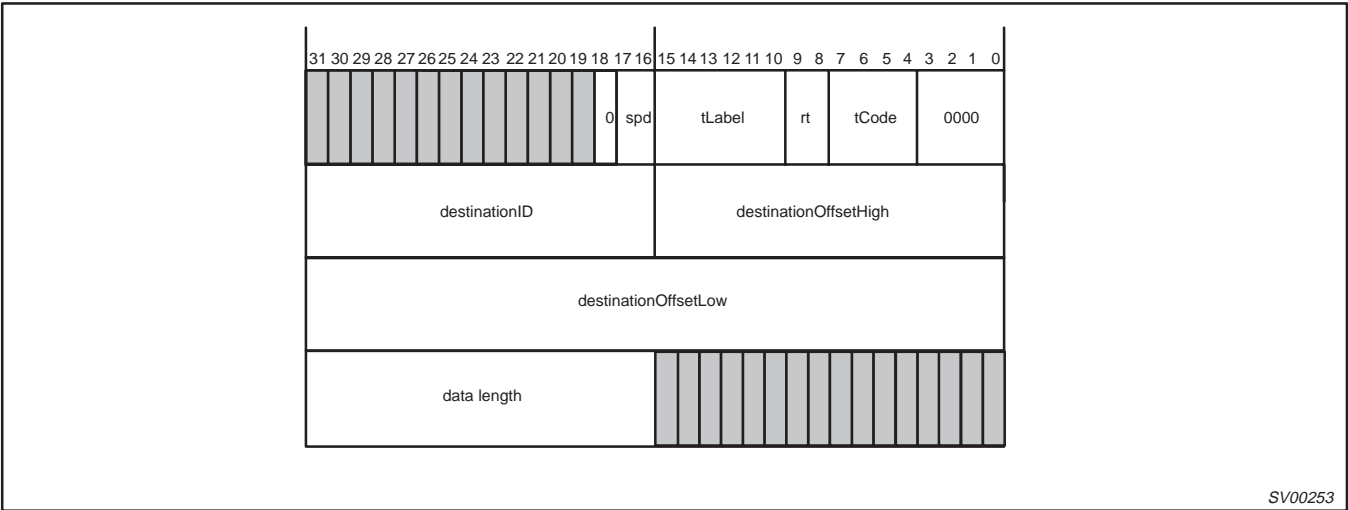 31 30 29 28 27 26 25 24 23 22 21 20 19 18 17 16 15 14 13 12 11 10 9 8 7 6 5 4 3 2 1 0
0 spd tLabel rt tCode 0000
destinationID destinationOffsetHigh
destinationOffsetLow
data length
SV00253